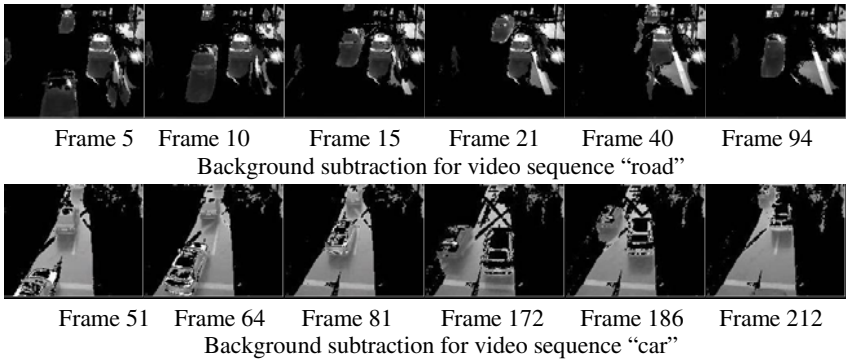 Frame 5 Frame 10 Frame 15 Frame 21 Frame 40 Frame 94
Background subtraction for video sequence “road”
Frame 51 Frame 64 Frame 81 Frame 172 Frame 186 Frame 212
Background subtraction for video sequence “car”